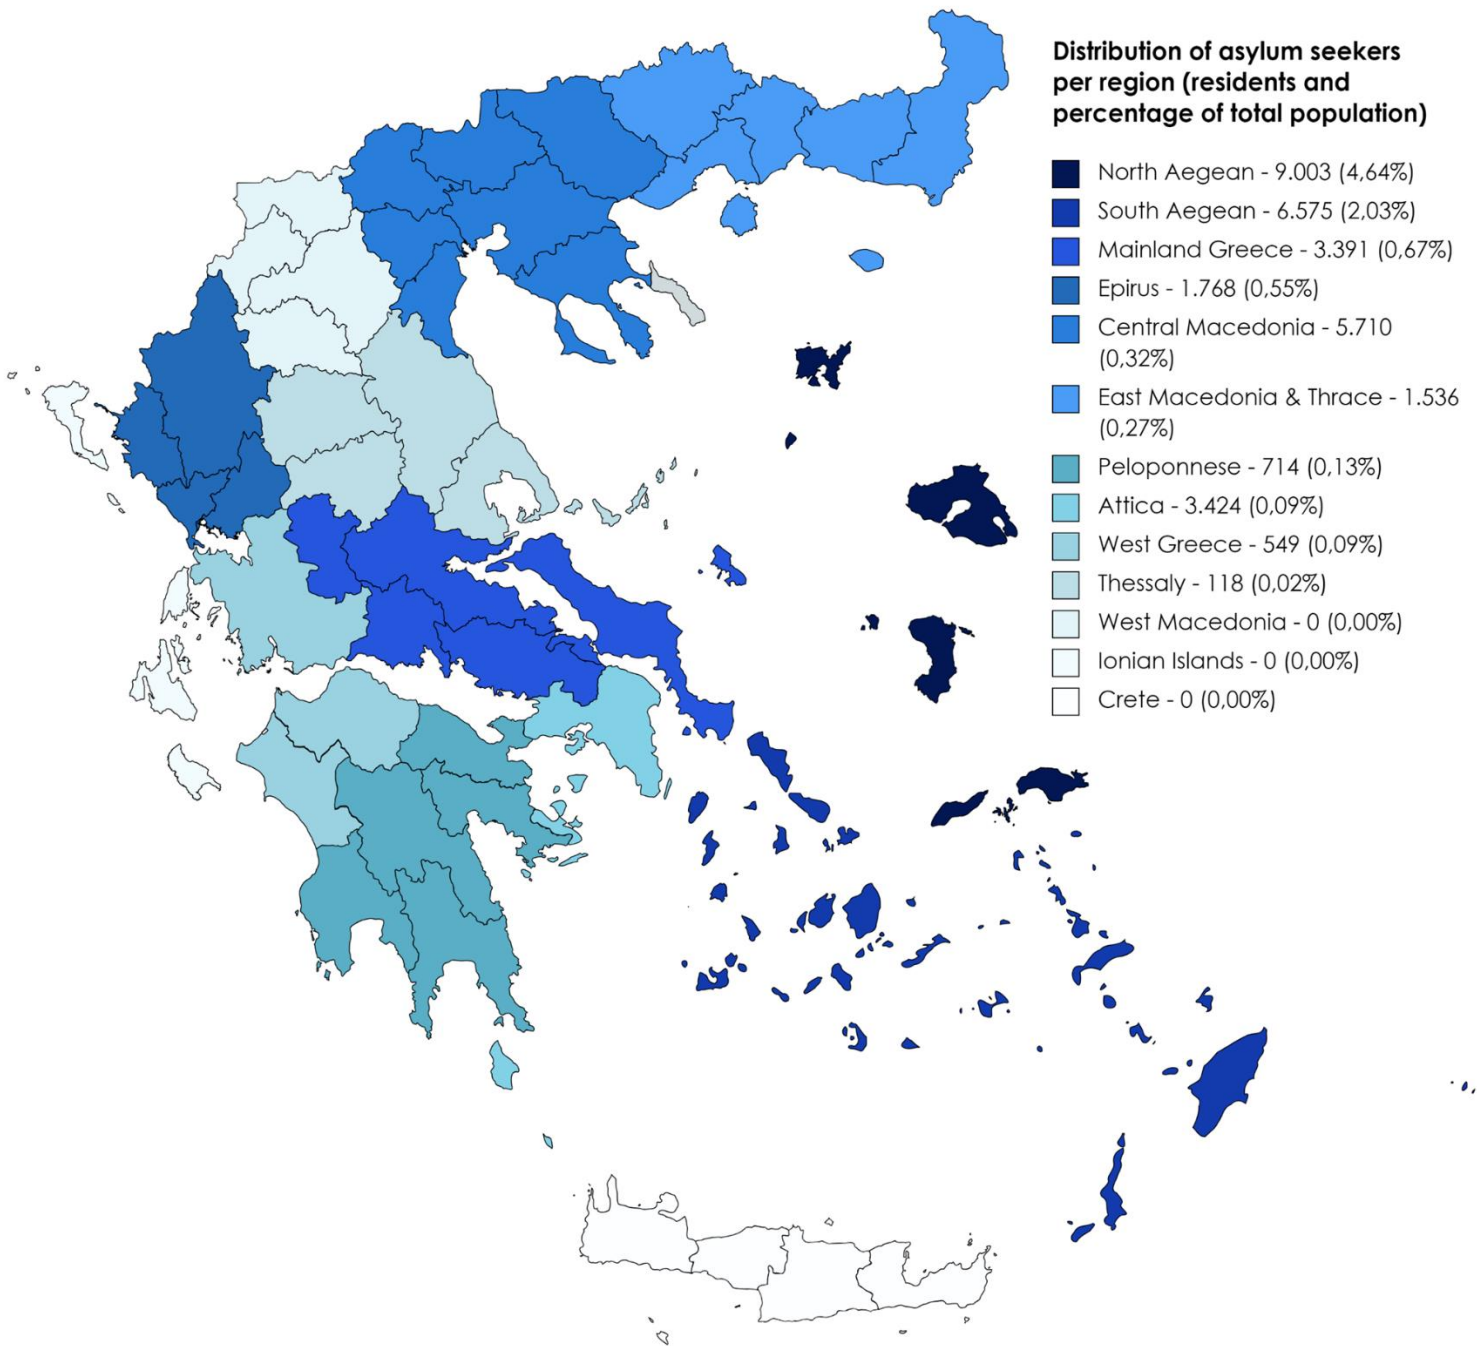 Distribution of asylum seekers
per region (residents and
percentage of total population)
North Aegean - 9.003 (4,64%)
South Aegean - 6.575 (2,03%)
Mainland Greece - 3.391 (0,67%)
Epirus - 1.768 (0,55%)
Central Macedonia - 5.710
(0,32%)
East Macedonia & Thrace - 1.536
(0,27%)
Peloponnese - 714 (0,13%)
Attica - 3.424 (0,09%)
West Greece - 549 (0,09%)
Thessaly - 118 (0,02%)
West Macedonia - 0 (0,00%)
Ionian Islands - 0 (0,00%)
Crete - 0 (0,00%)